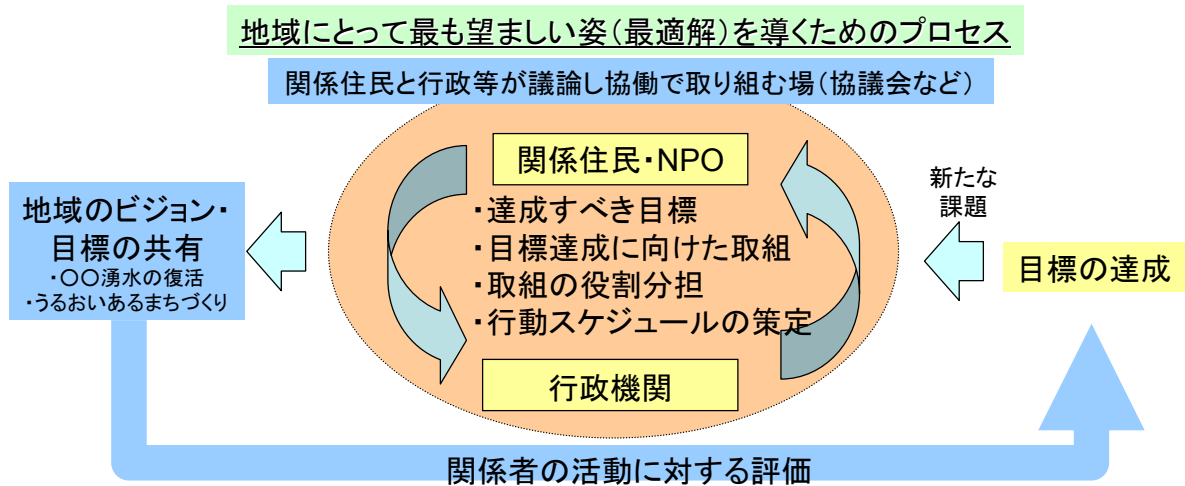 地域にとって最も望ましい姿(最適解)を導くためのプロセス
関係住民と行政等が議論し協働で取り組む場(協議会など)
関係住民・NPO
・達成すべき目標
・目標達成に向けた取組
・取組の役割分担
・行動スケジュールの策定
行政機関
地域のビジョン・
目標の共有
・〇〇湧水の復活
・うるおいあるまちづくり
新たな
課題
目標の達成
関係者の活動に対する評価